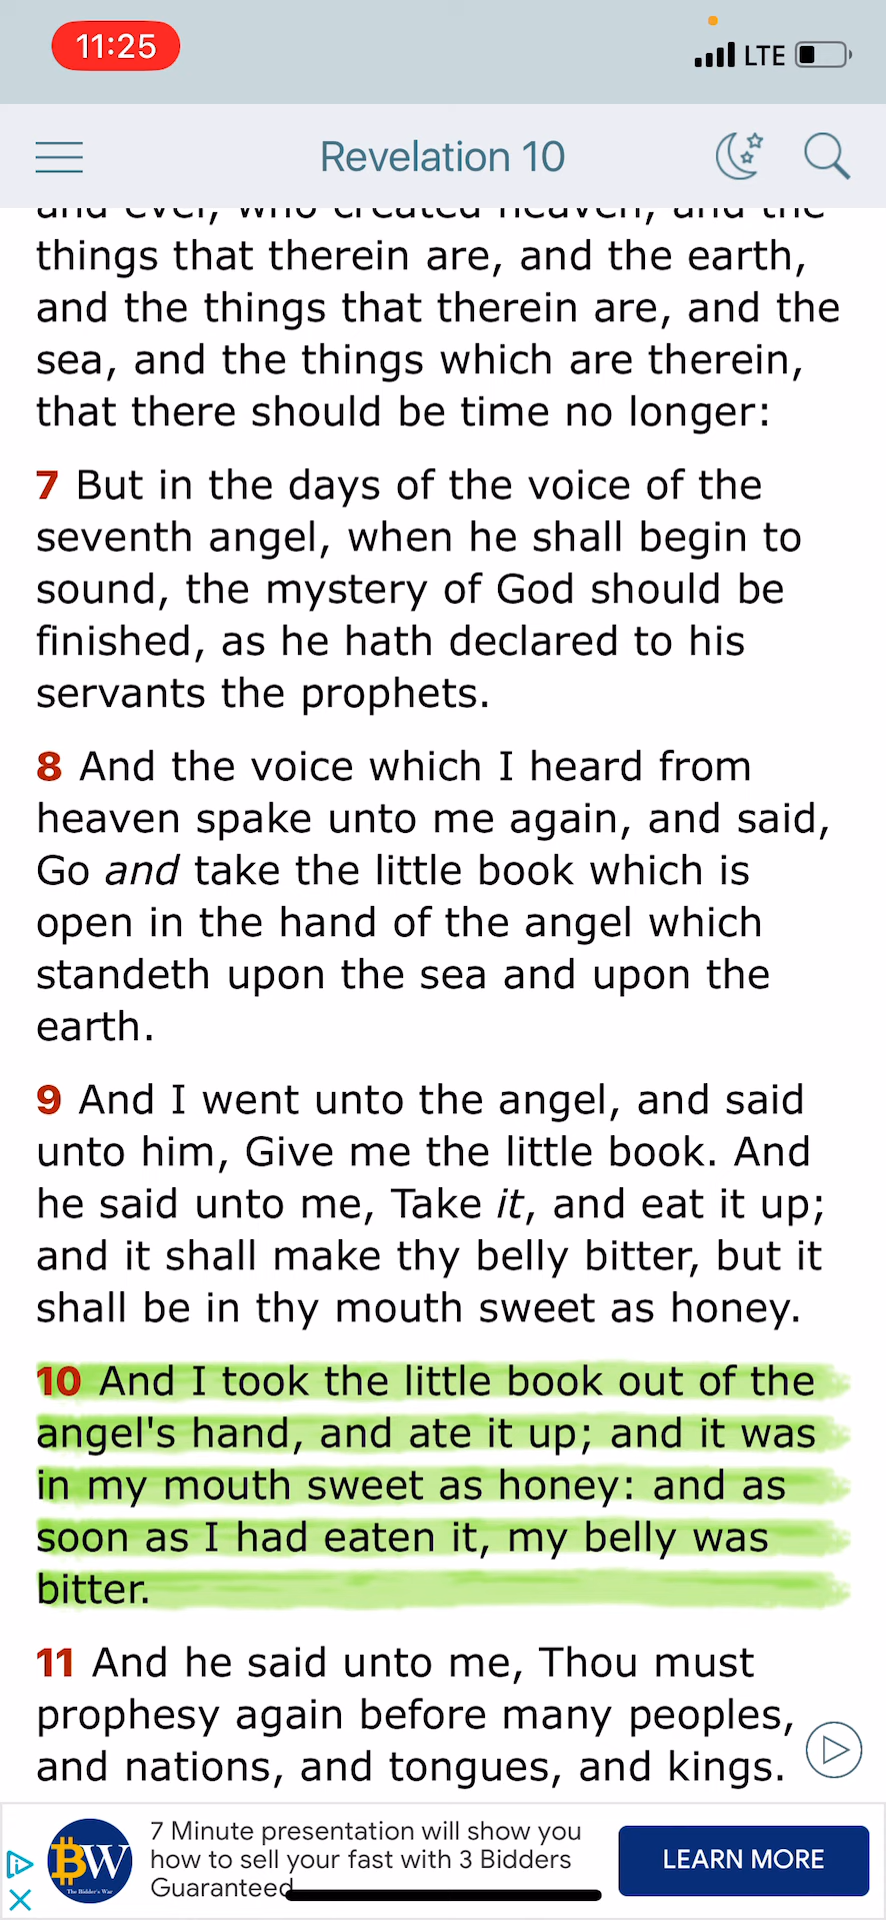 11:25
LTE
Revelation 10
and ever, who created heaven, and the
things that therein are, and the earth,
and the things that therein are, and the
sea, and the things which are therein,
that there should be time no longer:
7 But in the days of the voice of the
seventh angel, when he shall begin to
sound, the mystery of God should be
finished, as he hath declared to his
servants the prophets.
8 And the voice which I heard from
heaven spake unto me again, and said,
Go and take the little book which is
open in the hand of the angel which
standeth upon the sea and upon the
earth.
9 And I went unto the angel, and said
unto him, Give me the little book. And
he said unto me, Take it, and eat it up;
and it shall make thy belly bitter, but it
shall be in thy mouth sweet as honey.
10 And I took the little book out of the
angel's hand, and ate it up; and it was
in my mouth sweet as honey: and as
soon as I had eaten it, my belly was
bitter.
11 And he said unto me, Thou must
prophesy again before many peoples,
and nations, and tongues, and kings.
BW
The Bidder's War
7 Minute presentation will show you
how to sell your fast with 3 Bidders
Guaranteed
LEARN MORE